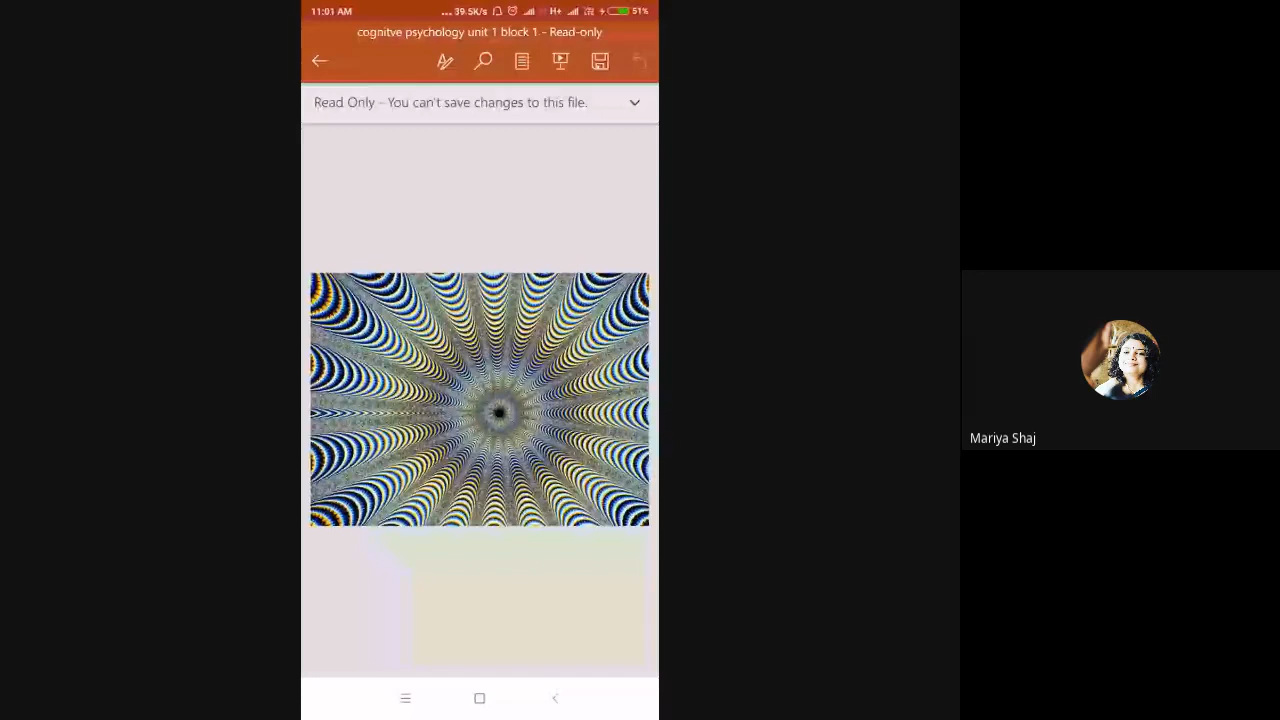 11:01 AM
... 39.5K/s H+ 51%
cognitve psychology unit 1 block 1 - Read-only
Read Only - You can't save changes to this file.
Mariya Shaj